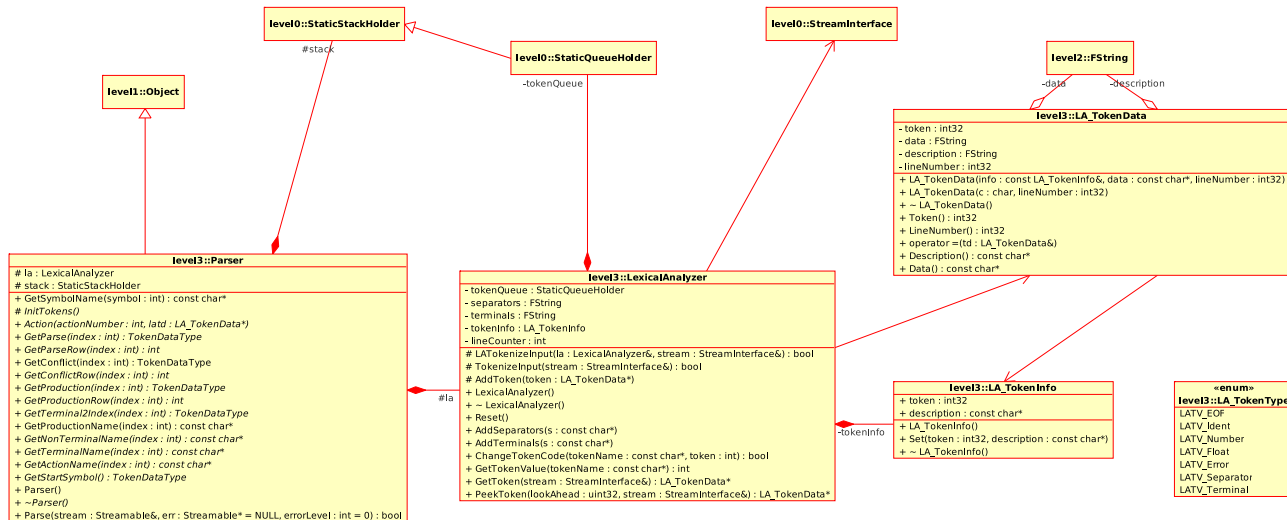 level0::StaticStackHolder
level0::StreamInterface
#stack
level0::StaticQueueHolder
-tokenQueue
level2::FString
-data
-description
level1::Object
level3::LA_TokenData
- token : int32
- data : FString
- description : FString
- lineNumber : int32
+ LA_TokenData(info : const LA_TokenInfo&, data : const char*, lineNumber : int32)
+ LA_TokenData(c : char, lineNumber : int32)
+ ~ LA_TokenData()
+ Token() : int32
+ LineNumber() : int32
+ operator =(td : LA_TokenData&)
+ Description() : const char*
+ Data() : const char*
level3::Parser
# la : LexicalAnalyzer
# stack : StaticStackHolder
+ GetSymbolName(symbol : int) : const char*
# InitTokens()
+ Action(actionNumber : int, latd : LA_TokenData*)
+ GetParse(index : int) : TokenDataType
+ GetParseRow(index : int) : int
+ GetConflict(index : int) : TokenDataType
+ GetConflictRow(index : int) : int
+ GetProduction(index : int) : TokenDataType
+ GetProductionRow(index : int) : int
+ GetTerminal2Index(index : int) : TokenDataType
+ GetProductionName(index : int) : const char*
+ GetNonTerminalName(index : int) : const char*
+ GetTerminalName(index : int) : const char*
+ GetActionName(index : int) : const char*
+ GetStartSymbol() : TokenDataType
+ Parser()
+ ~Parser()
+ Parse(stream : Streamable&, err : Streamable* = NULL, errorLevel : int = 0) : bool
#la
level3::LexicalAnalyzer
- tokenQueue : StaticQueueHolder
- separators : FString
- terminals : FString
- tokenInfo : LA_TokenInfo
- lineCounter : int
# LATokenizeInput(la : LexicalAnalyzer&, stream : StreamInterface&) : bool
# TokenizeInput(stream : StreamInterface&) : bool
# AddToken(token : LA_TokenData*)
+ LexicalAnalyzer()
+ ~ LexicalAnalyzer()
+ Reset()
+ AddSeparators(s : const char*)
+ AddTerminals(s : const char*)
+ ChangeTokenCode(tokenName : const char*, token : int) : bool
+ GetTokenValue(tokenName : const char*) : int
+ GetToken(stream : StreamInterface&) : LA_TokenData*
+ PeekToken(lookAhead : uint32, stream : StreamInterface&) : LA_TokenData*
-tokenInfo
level3::LA_TokenInfo
+ token : int32
+ description : const char*
+ LA_TokenInfo()
+ Set(token : int32, description : const char*)
+ ~ LA_TokenInfo()
«enum»
level3::LA_TokenType
LATV_EOF
LATV_Ident
LATV_Number
LATV_Float
LATV_Error
LATV_Separator
LATV_Terminal